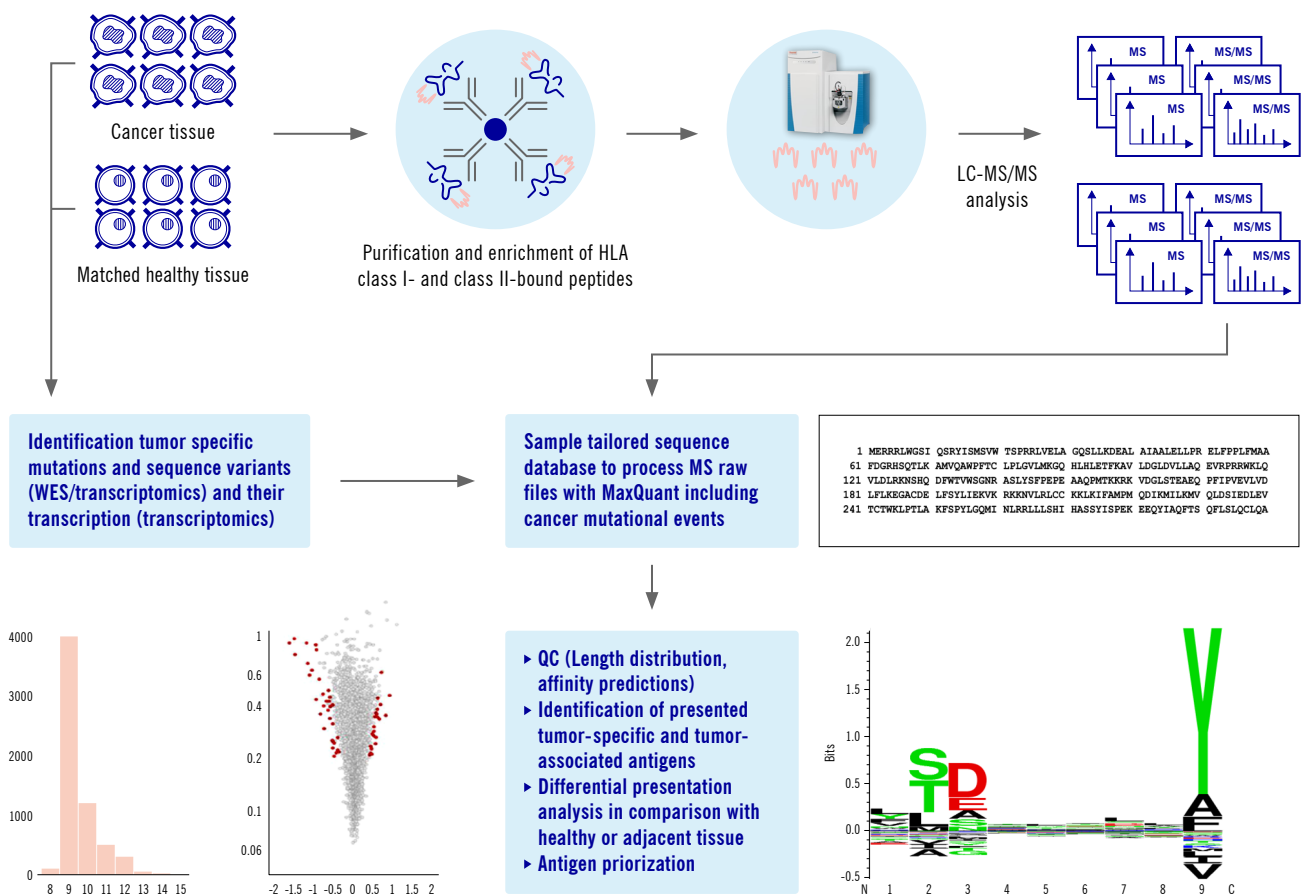 MS
MS/MS
MS
MS/MS
MS
MS/MS
Cancer tissue
LC-MS/MS
analysis
MS
MS/MS
MS
MS/MS
MS
MS/MS
Purification and enrichment of HLA
class I- and class II-bound peptides
Matched healthy tissue
Identification tumor specific
mutations and sequence variants
(WES/transcriptomics) and their
transcription (transcriptomics)
Sample tailored sequence
database to process MS raw
files with MaxQuant including
cancer mutational events
1 MERRRLWGSI QSRYISMSVW TSPRRLVELA GQSLLKDEAL AIAALELLPR ELFPPLFMAA
61 FDGRHSQTLK AMVQAWPFTC LPLGVLMKGQ HLHLETFKAV LDGLDVLLAQ EVRPRRWKLQ
121 VLDLRKNSHQ DFWTVWSGNR ASLYSFPEPE AAQPMTKKRK VDGLSTEAEQ PFIPVEVLVD
181 LFLKEGACDE LFSYLIEKVK RKKNVLRLCC KKLKIFAMPM QDIKMILKMV QLDSIEDLEV
241 TCTWKLPTLA KFSPYLGQMI NLRRLLLSHI HASSYISPEK EEQYIAQFTS QFLSLQCLQA
4000
3000
2000
1000
0
8 9 10 11 12 13 14 15
1
0.6
0.4
0.2
0.1
0.06
-2 -1.5 -1 -0.5 0 0.5 1 1.5 2
▸ QC (Length distribution,
affinity predictions)
▸ Identification of presented
tumor-specific and tumor-
associated antigens
▸ Differential presentation
analysis in comparison with
healthy or adjacent tissue
▸ Antigen priorization
2.0
1.5
1.0
0.5
0.0
-0.5
Bits
S
T
D
Y
A
N 1 2 3 4 5 6 7 8 9 C